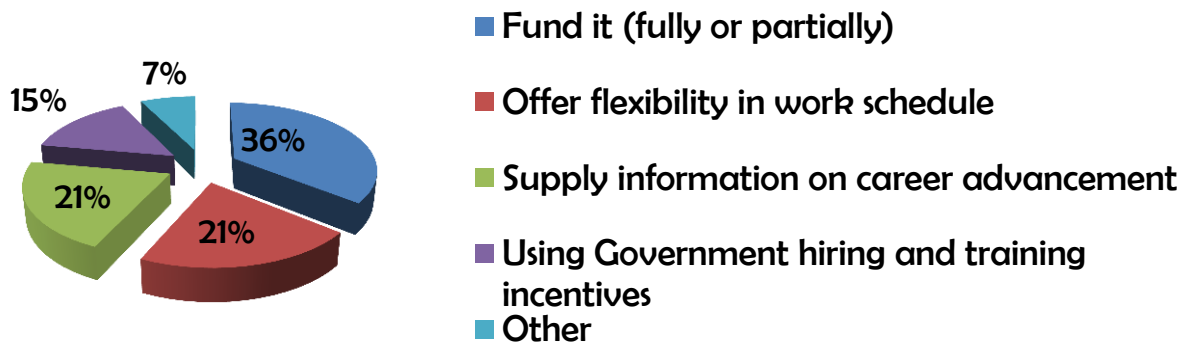 Fund it (fully or partially)
7%
15%
Offer flexibility in work schedule
36%
Supply information on career advancement
21%
21%
Using Government hiring and training
incentives
Other